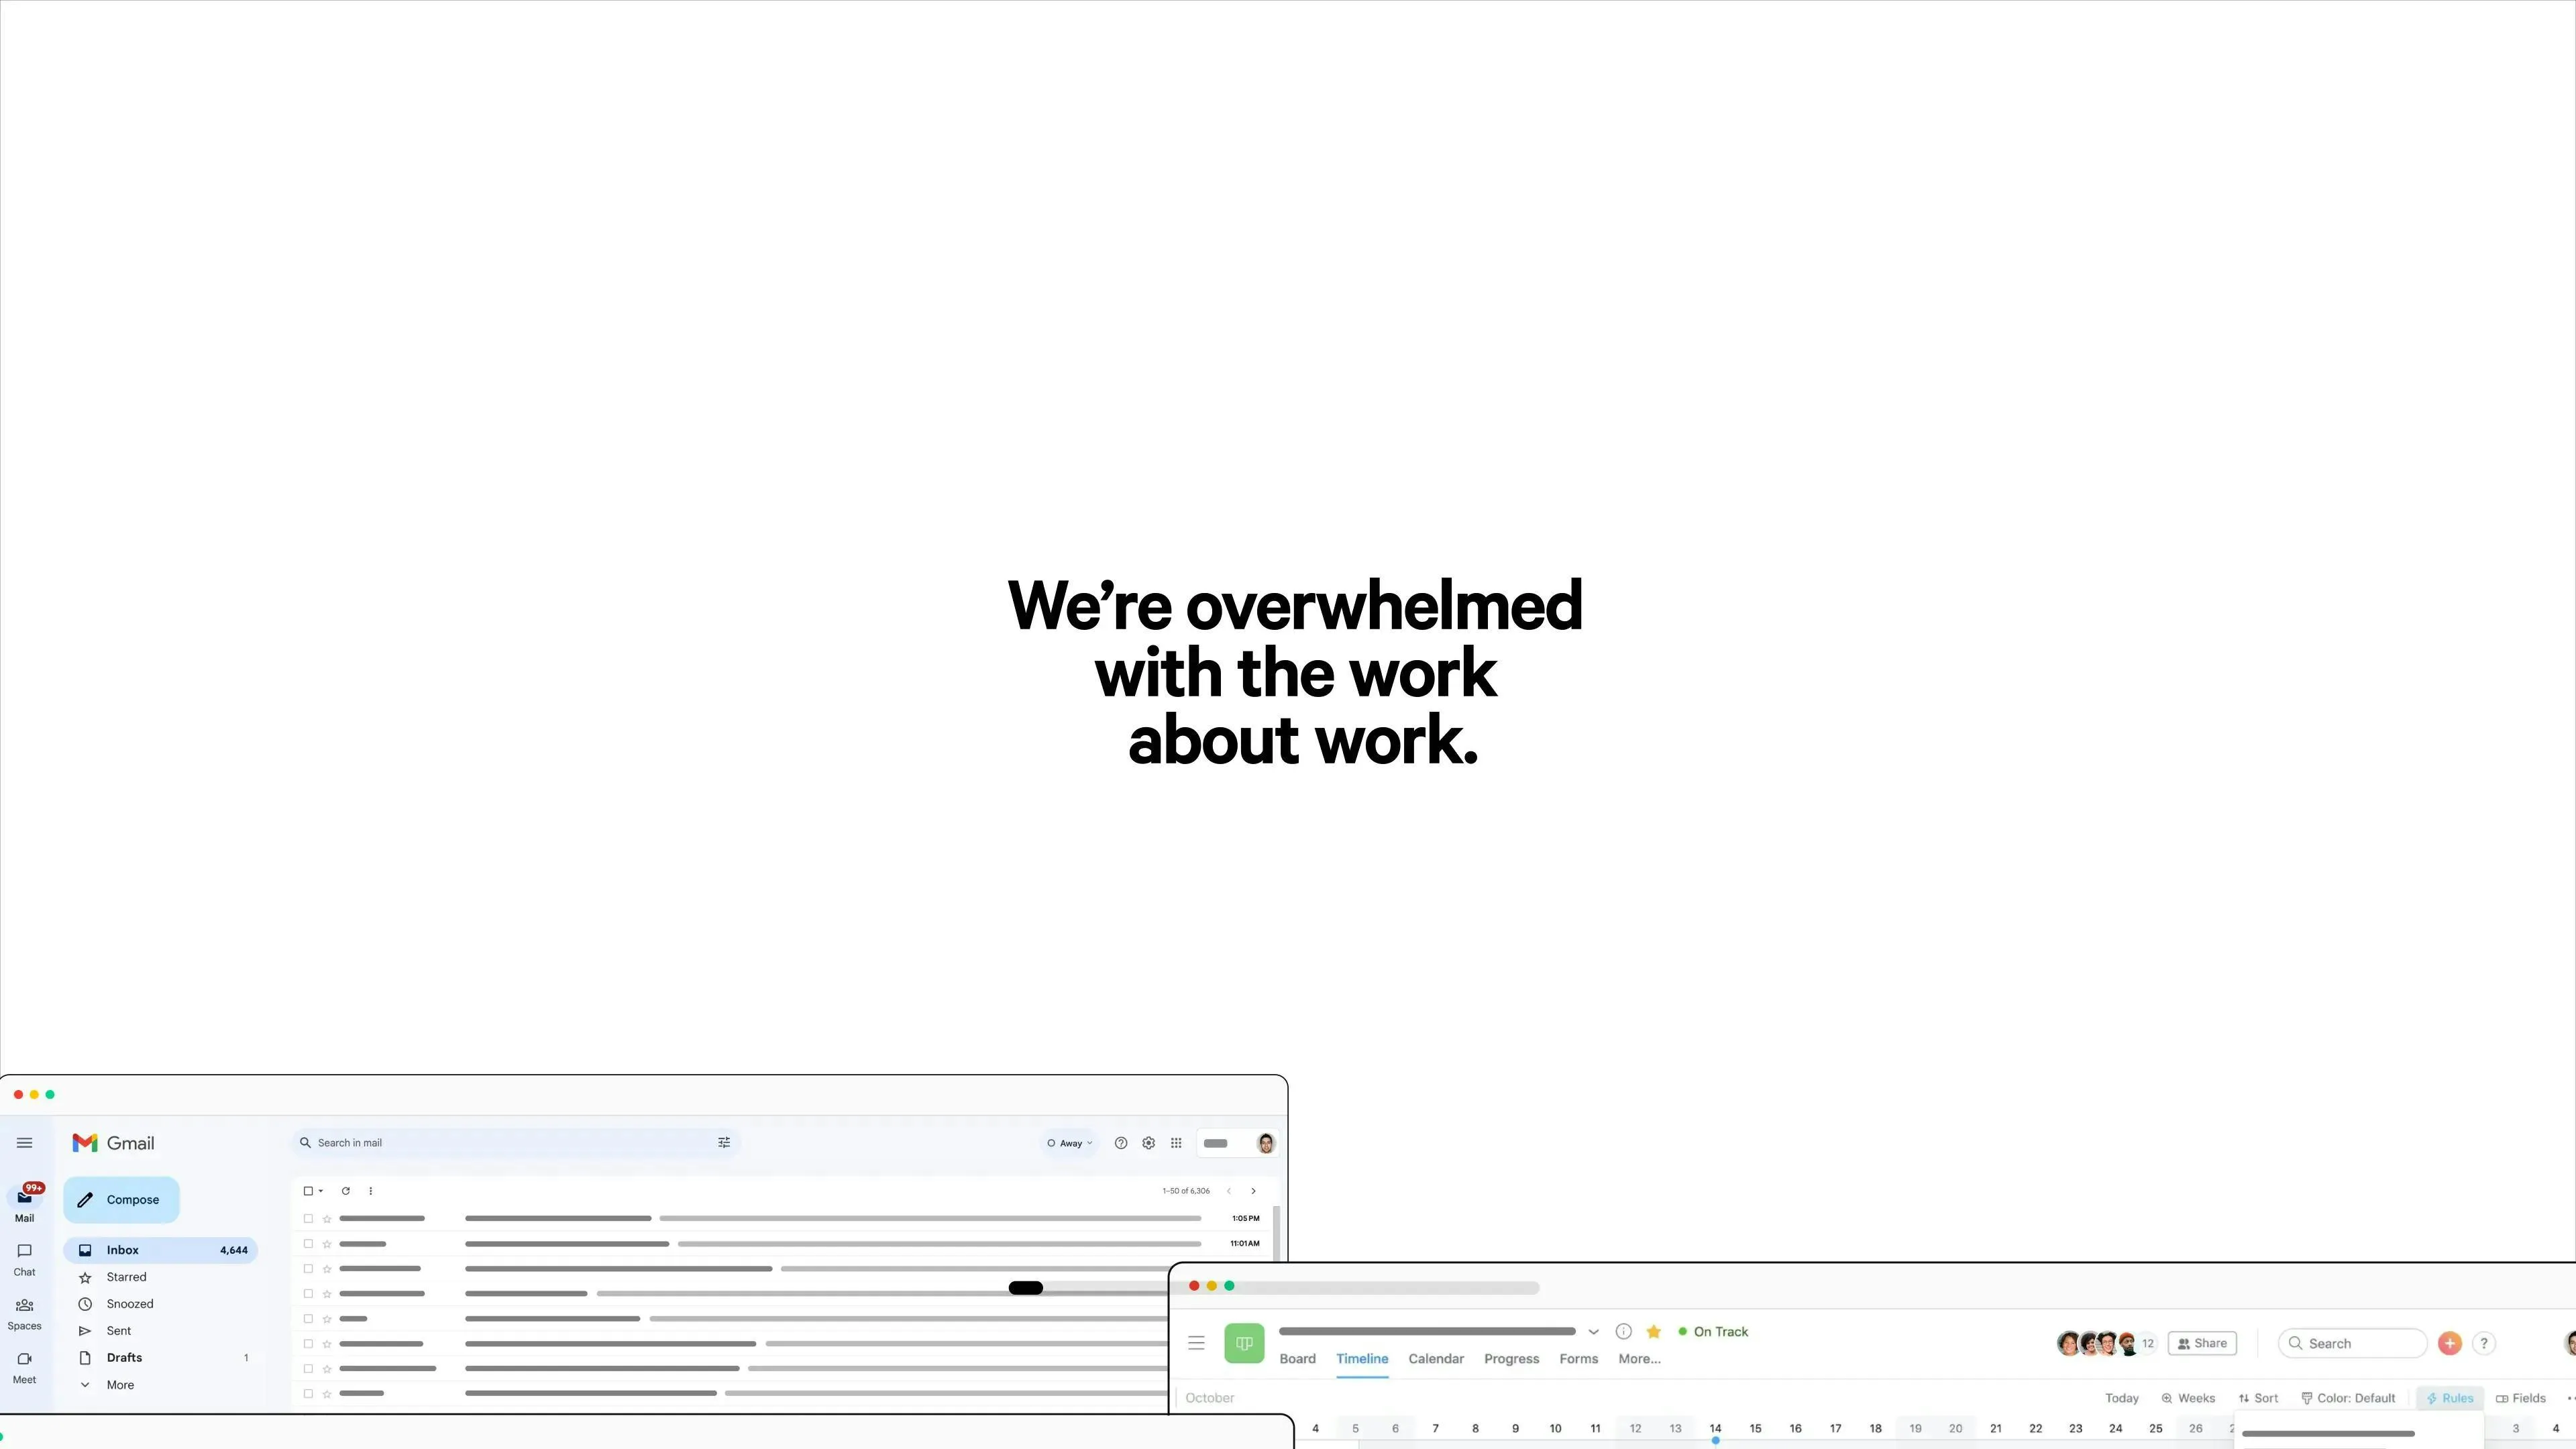 We’re overwhelmed
with the work
about work.
Gmail
Search in mail
Away
99+
Mail
Compose
1–50 of 6,306
1:05 PM
Inbox 4,644
11:01 AM
Chat
Starred
Snoozed
Spaces
Sent
Drafts 1
Meet
More
On Track
Board Timeline Calendar Progress Forms More...
12 Share Search + ?
October Today Weeks Sort Color: Default Rules Fields
4 5 6 7 8 9 10 11 12 13 14 15 16 17 18 19 20 21 22 23 24 25 26 3 4